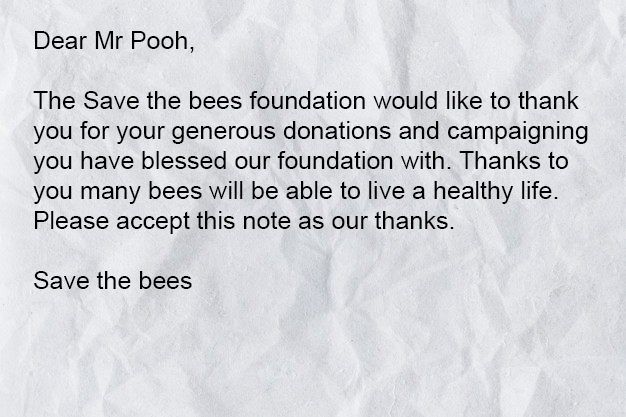 Dear Mr Pooh,
The Save the bees foundation would like to thank
you for your generous donations and campaigning
you have blessed our foundation with. Thanks to
you many bees will be able to live a healthy life.
Please accept this note as our thanks.
Save the bees